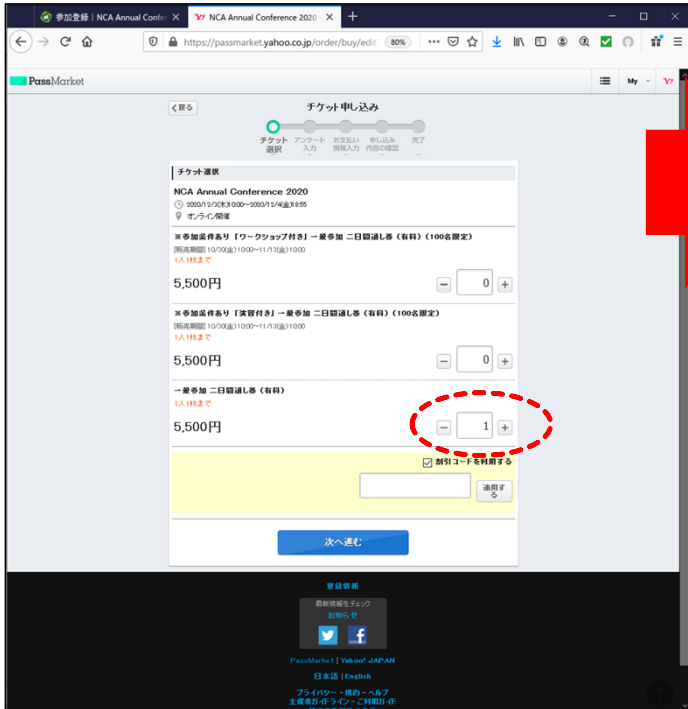 参加登録 | NCA Annual Confer
NCA Annual Conference 2020 -
https://passmarket.yahoo.co.jp/order/buy/edit
80%
PassMarket
My
Y!
戻る
チケット申し込み
チケット選択
アンケート入力
お支払い情報入力
申し込み内容の確認
完了
チケット選択
NCA Annual Conference 2020
2020/12/3(木)10:00~2020/12/4(金)18:55
オンライン開催
※参加条件あり「ワークショップ付き」一般参加 二日間通し券（有料）（100名限定）
[販売期間] 10/30(金)10:00~11/13(金)10:00
1人1枚まで
5,500円
0
※参加条件あり「演習付き」一般参加 二日間通し券（有料）（100名限定）
[販売期間] 10/30(金)10:00~11/13(金)10:00
1人1枚まで
5,500円
0
一般参加 二日間通し券（有料）
1人1枚まで
5,500円
1
割引コードを利用する
適用する
次へ進む
登録情報
最新情報をチェック
お知らせ
PassMarket | Yahoo! JAPAN
日本語 | English
プライバシー - 規約 - ヘルプ
主催者ガイドライン - ご利用ガイド